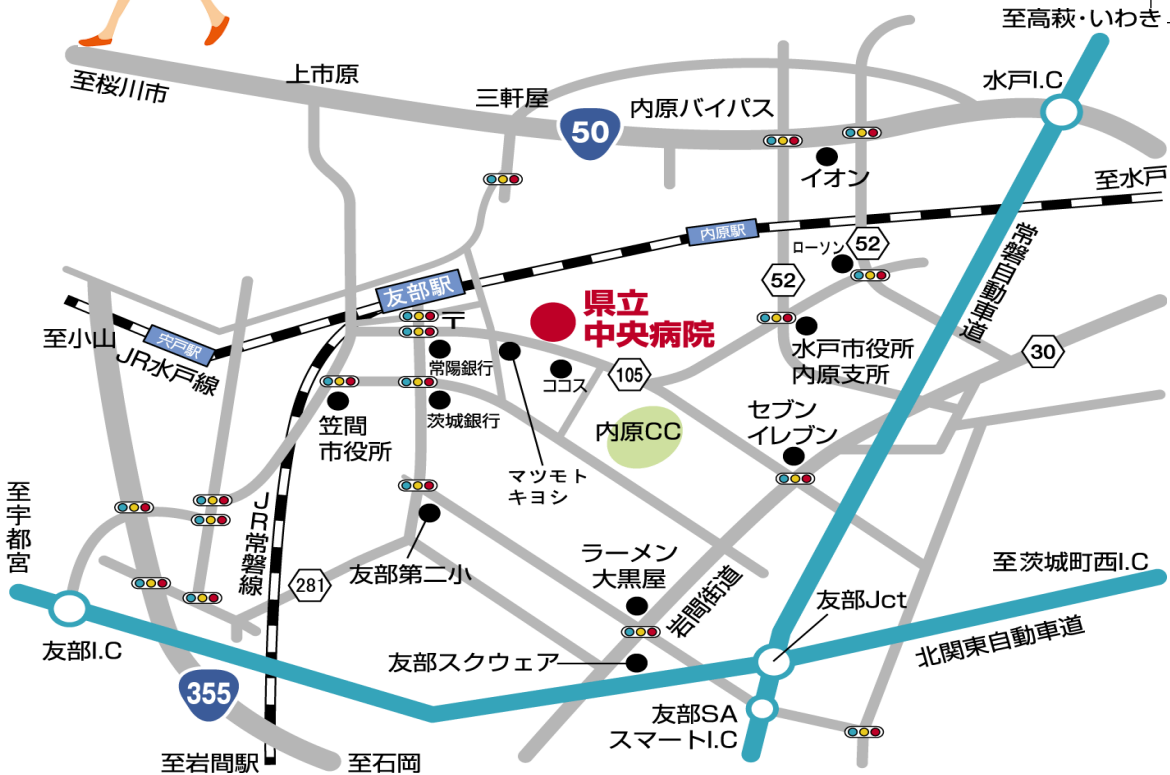 至高萩・いわき
至桜川市
上市原
三軒屋
50
内原バイパス
水戸I.C
イオン
至水戸
内原駅
ローソン
52
52
常磐自動車道
友部駅
〒
県立
中央病院
至小山
宍戸駅
JR水戸線
常陽銀行
ココス
105
水戸市役所
内原支所
30
笠間
市役所
茨城銀行
マツモト
キヨシ
内原CC
セブン
イレブン
至宇都宮
JR常磐線
281
友部第二小
ラーメン
大黒屋
岩間街道
至茨城町西I.C
友部Jct
北関東自動車道
友部I.C
友部スクウェア
355
友部SA
スマートI.C
至岩間駅
至石岡